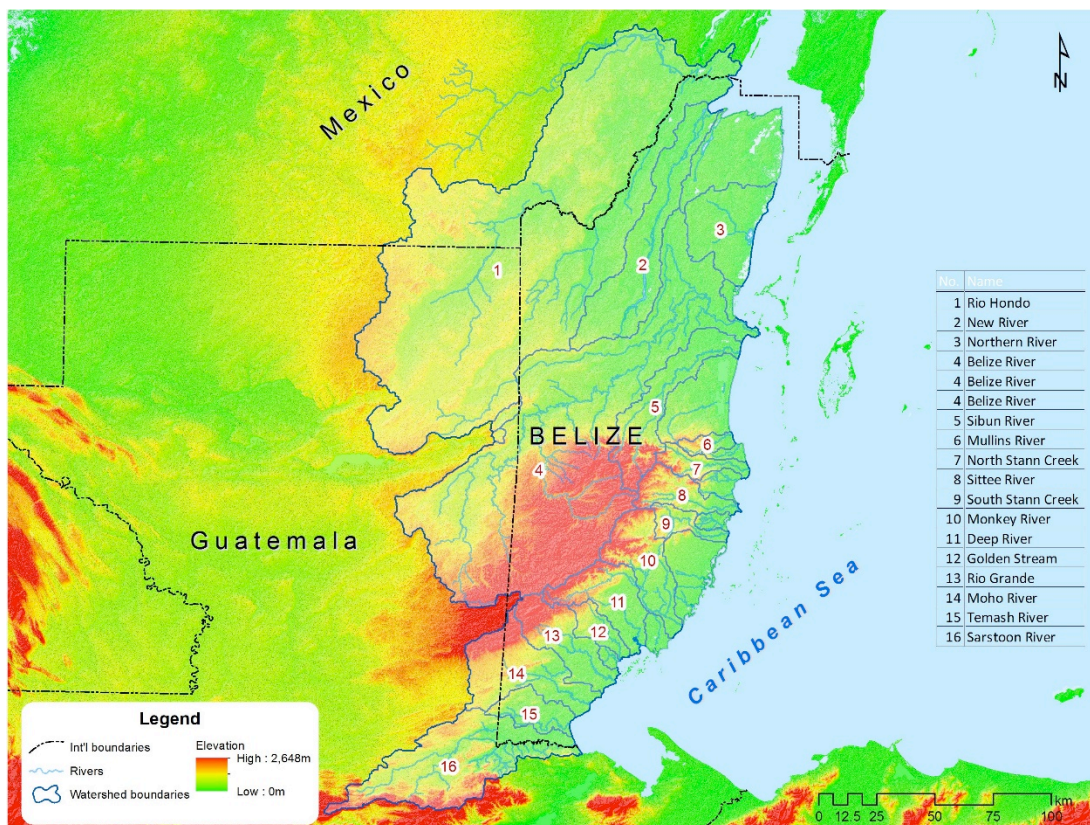 Mexico
N
1
2
3
No. Name
1 Rio Hondo
2 New River
3 Northern River
4 Belize River
4 Belize River
4 Belize River
5 Sibun River
6 Mullins River
7 North Stann Creek
8 Sittee River
9 South Stann Creek
10 Monkey River
11 Deep River
12 Golden Stream
13 Rio Grande
14 Moho River
15 Temash River
16 Sarstoon River
5
BELIZE
6
4
7
8
9
Guatemala
10
11
12
13
Caribbean Sea
14
15
16
Legend
Int'l boundaries
Rivers
Watershed boundaries
Elevation
High : 2,648m
Low : 0m
km
0 12.5 25 50 75 100